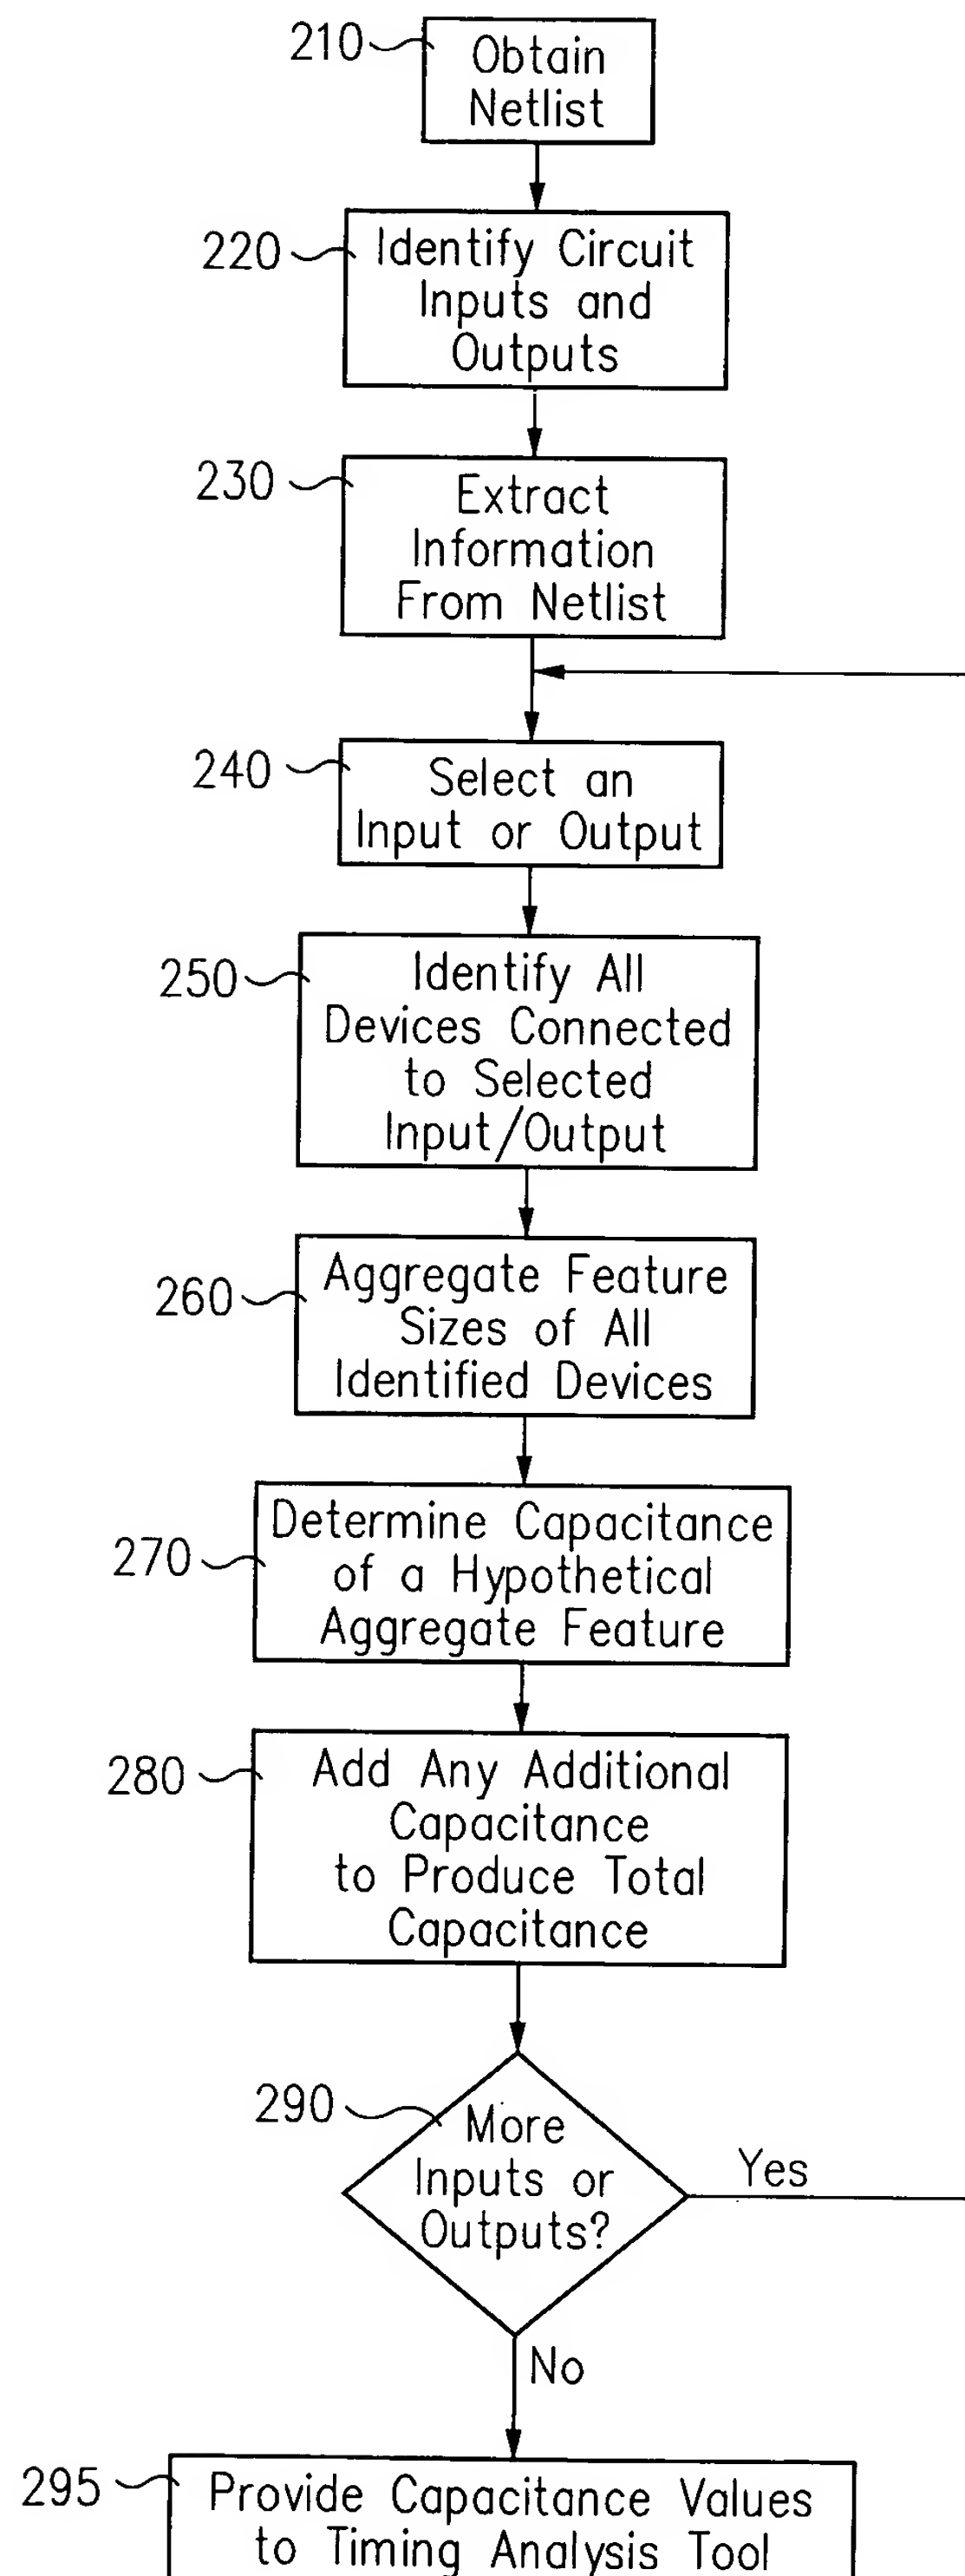 210
Obtain
Netlist
220
Identify Circuit
Inputs and
Outputs
230
Extract
Information
From Netlist
240
Select an
Input or Output
250
Identify All
Devices Connected
to Selected
Input/Output
260
Aggregate Feature
Sizes of All
Identified Devices
270
Determine Capacitance
of a Hypothetical
Aggregate Feature
280
Add Any Additional
Capacitance
to Produce Total
Capacitance
290
More
Inputs or
Outputs?
Yes
No
295
Provide Capacitance Values
to Timing Analysis Tool